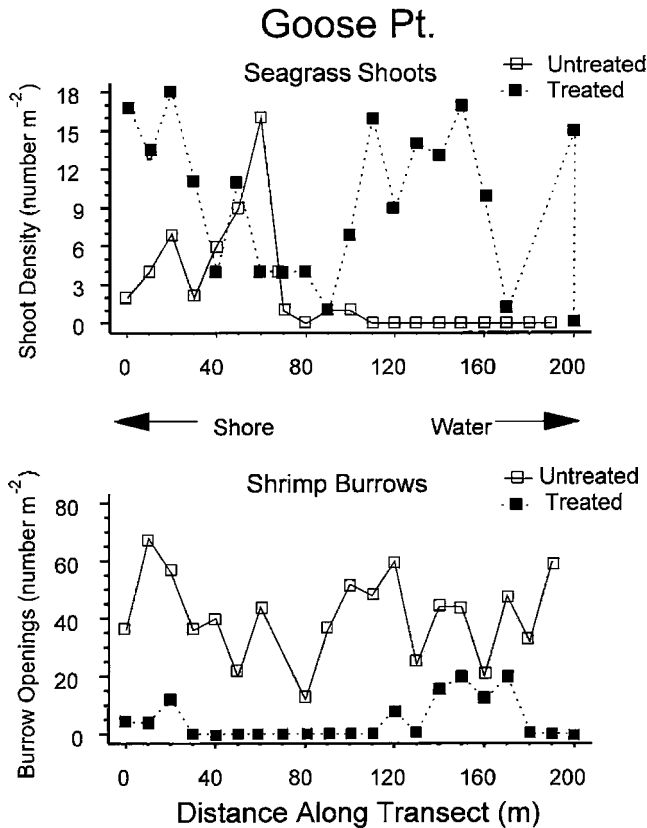 Goose Pt.
Seagrass Shoots
Untreated
Treated
Shoot Density (number m⁻²)
18
15
12
9
6
3
0
0 40 80 120 160 200
Shore Water
Shrimp Burrows
Untreated
Treated
Burrow Openings (number m⁻²)
80
60
40
20
0
0 40 80 120 160 200
Distance Along Transect (m)